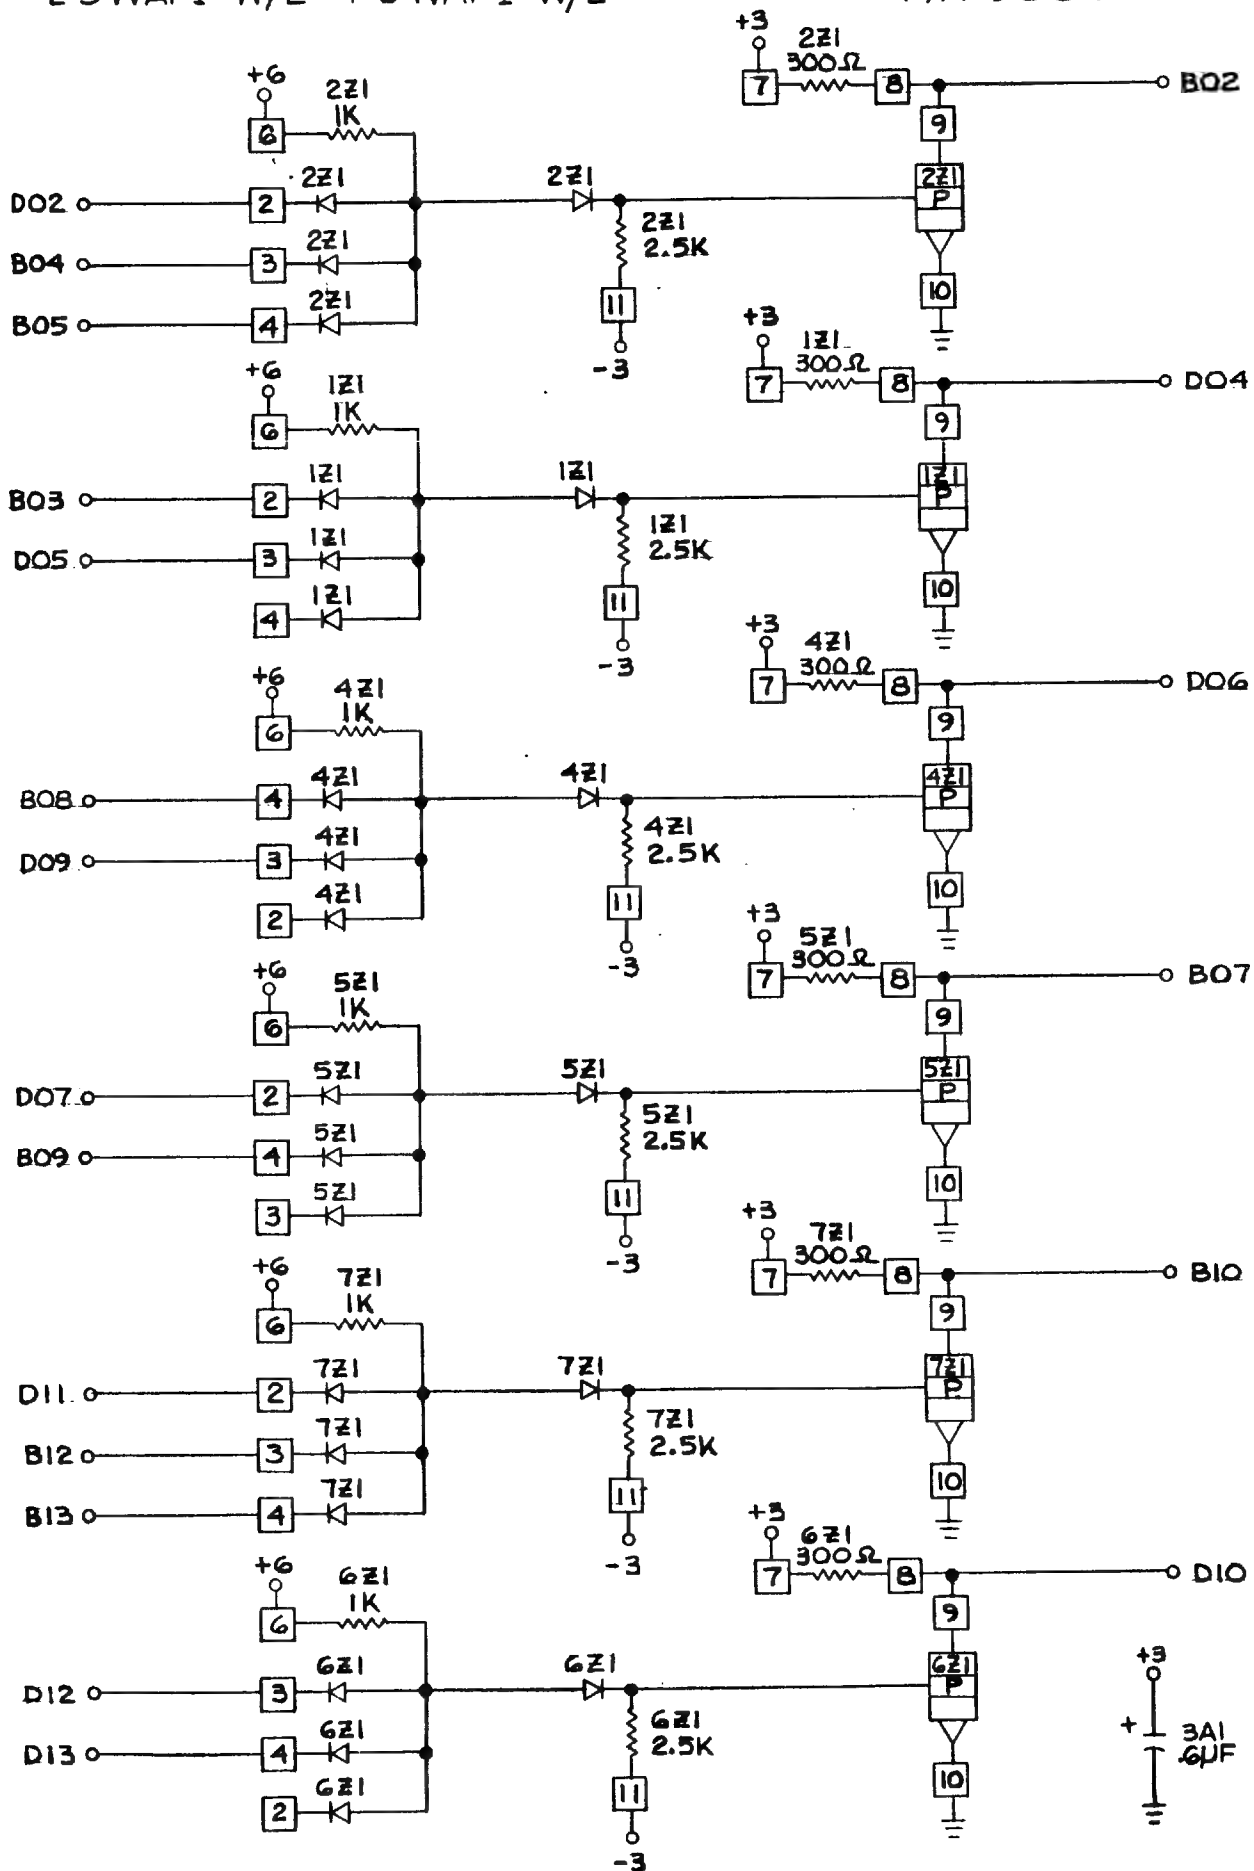 +3
2Z1
300Ω
7
8
B02
+6
2Z1
1K
6
9
2Z1
P
D02
2
2Z1
2Z1
B04
3
2Z1
2Z1
2.5K
B05
4
2Z1
11
10
-3
+3
1Z1
300Ω
7
8
D04
+6
1Z1
1K
6
9
1Z1
P
B03
2
1Z1
1Z1
D05
3
1Z1
1Z1
2.5K
4
1Z1
11
10
-3
+3
4Z1
300Ω
7
8
D06
+6
4Z1
1K
6
9
4Z1
P
B08
4
4Z1
4Z1
D09
3
4Z1
4Z1
2.5K
2
4Z1
11
10
-3
+3
5Z1
300Ω
7
8
B07
+6
5Z1
1K
6
9
5Z1
P
D07
2
5Z1
5Z1
B09
4
5Z1
5Z1
2.5K
3
5Z1
11
10
-3
+3
7Z1
300Ω
7
8
B10
+6
7Z1
1K
6
9
7Z1
P
D11
2
7Z1
7Z1
B12
3
7Z1
7Z1
2.5K
B13
4
7Z1
11
10
-3
+3
6Z1
300Ω
7
8
D10
+6
6Z1
1K
6
9
6Z1
P
D12
3
6Z1
6Z1
D13
4
6Z1
6Z1
2.5K
2
6Z1
11
10
-3
+3
+
3A1
.6µF